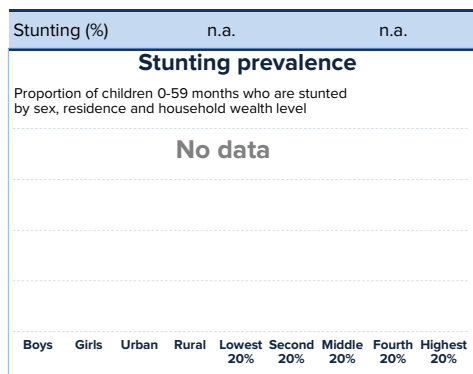 Stunting (%) n.a. n.a.
Stunting prevalence
Proportion of children 0-59 months who are stunted
by sex, residence and household wealth level
No data
Boys Girls Urban Rural Lowest 20% Second 20% Middle 20% Fourth 20% Highest 20%